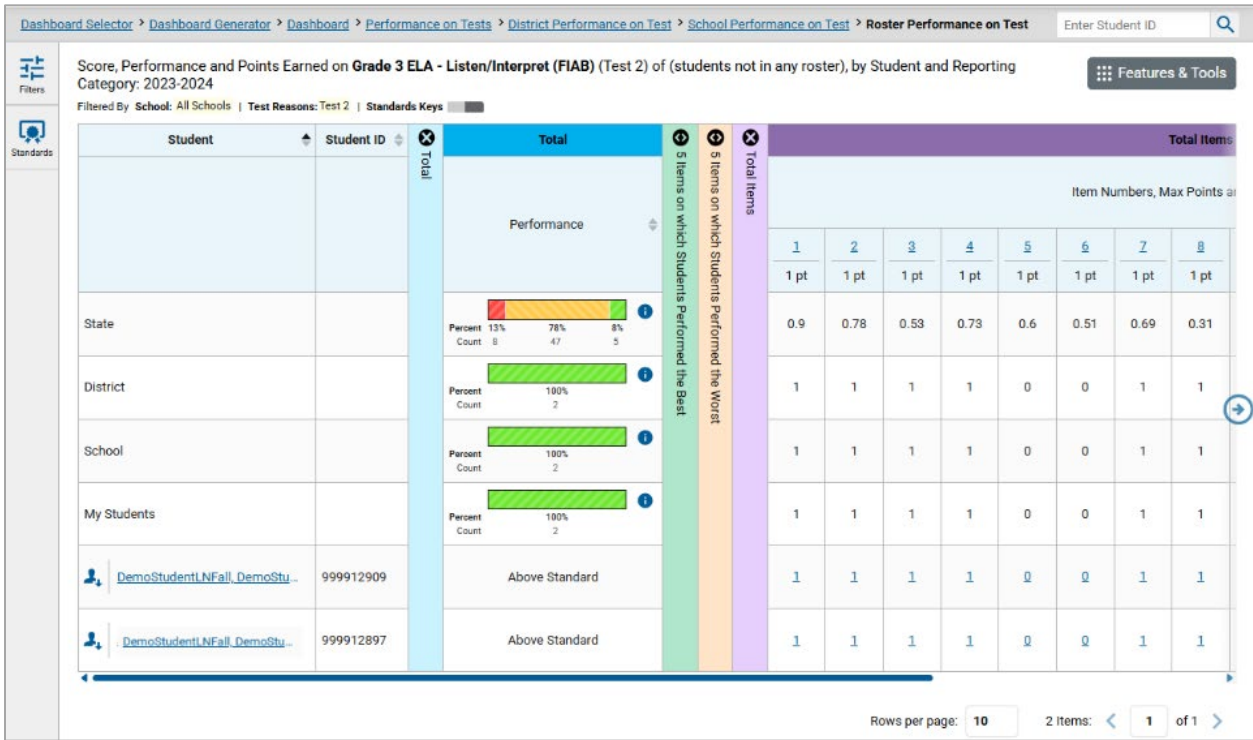 Dashboard Selector > Dashboard Generator > Dashboard > Performance on Tests > District Performance on Test > School Performance on Test > Roster Performance on Test
Enter Student ID
Filters
Standards
Score, Performance and Points Earned on Grade 3 ELA - Listen/Interpret (FIAB) (Test 2) of (students not in any roster), by Student and Reporting
Category: 2023-2024
Features & Tools
Filtered By School: All Schools | Test Reasons: Test 2 | Standards Keys
Student Student ID Total Total 5 Items on which Students Performed the Best 5 Items on which Students Performed the Worst Total Items Total Items
Performance Item Numbers, Max Points
1 2 3 4 5 6 7 8
1 pt 1 pt 1 pt 1 pt 1 pt 1 pt 1 pt 1 pt
State 0.9 0.78 0.53 0.73 0.6 0.51 0.69 0.31
Percent 13% 78% 8%
Count 8 47 5
District 1 1 1 1 0 0 1 1
Percent 100%
Count 2
School 1 1 1 1 0 0 1 1
Percent 100%
Count 2
My Students 1 1 1 1 0 0 1 1
Percent 100%
Count 2
DemoStudentLNFall, DemoStu... 999912909 Above Standard 1 1 1 1 0 0 1 1
DemoStudentLNFall, DemoStu... 999912897 Above Standard 1 1 1 1 0 0 1 1
Rows per page: 10 2 Items: < 1 of 1 >